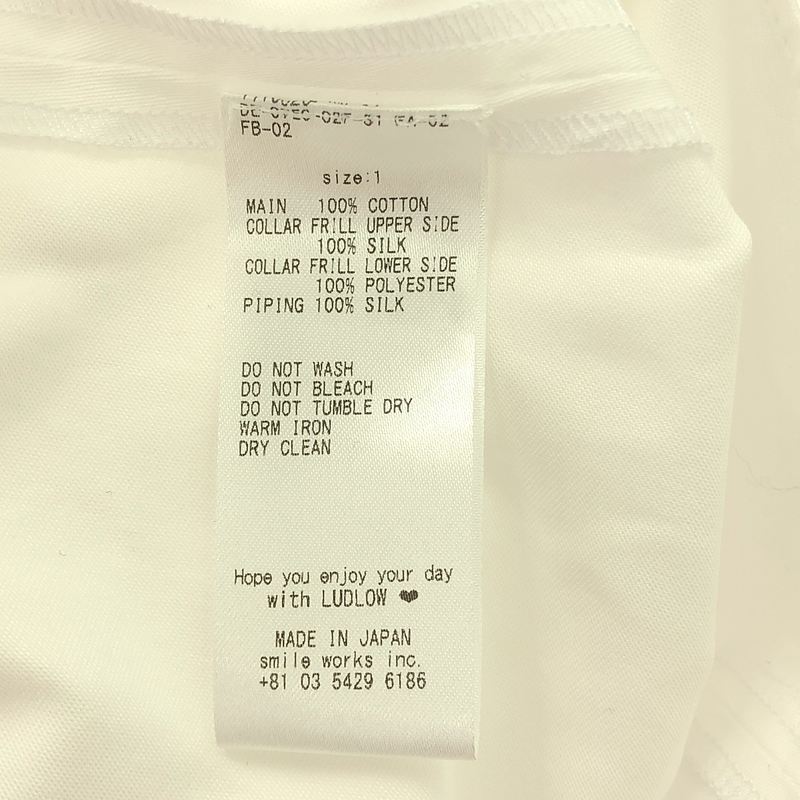 FB-02
size:1
MAIN 100% COTTON
COLLAR FRILL UPPER SIDE
100% SILK
COLLAR FRILL LOWER SIDE
100% POLYESTER
PIPING 100% SILK
DO NOT WASH
DO NOT BLEACH
DO NOT TUMBLE DRY
WARM IRON
DRY CLEAN
Hope you enjoy your day
with LUDLOW ♥
MADE IN JAPAN
smile works inc.
+81 03 5429 6186